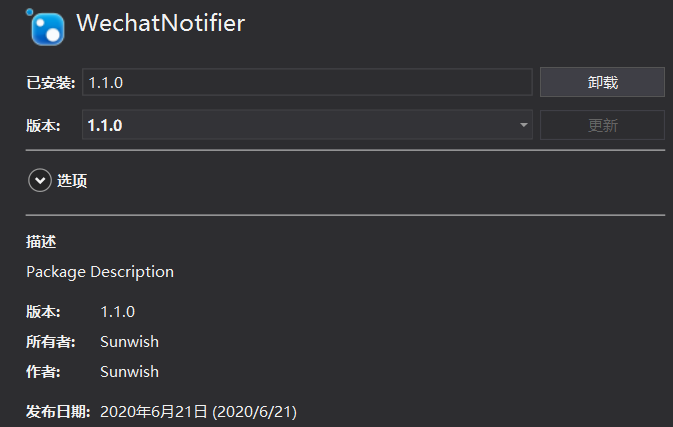 WechatNotifier
已安装: 1.1.0 卸载
版本: 1.1.0 更新
选项
描述
Package Description
版本: 1.1.0
所有者: Sunwish
作者: Sunwish
发布日期: 2020年6月21日 (2020/6/21)